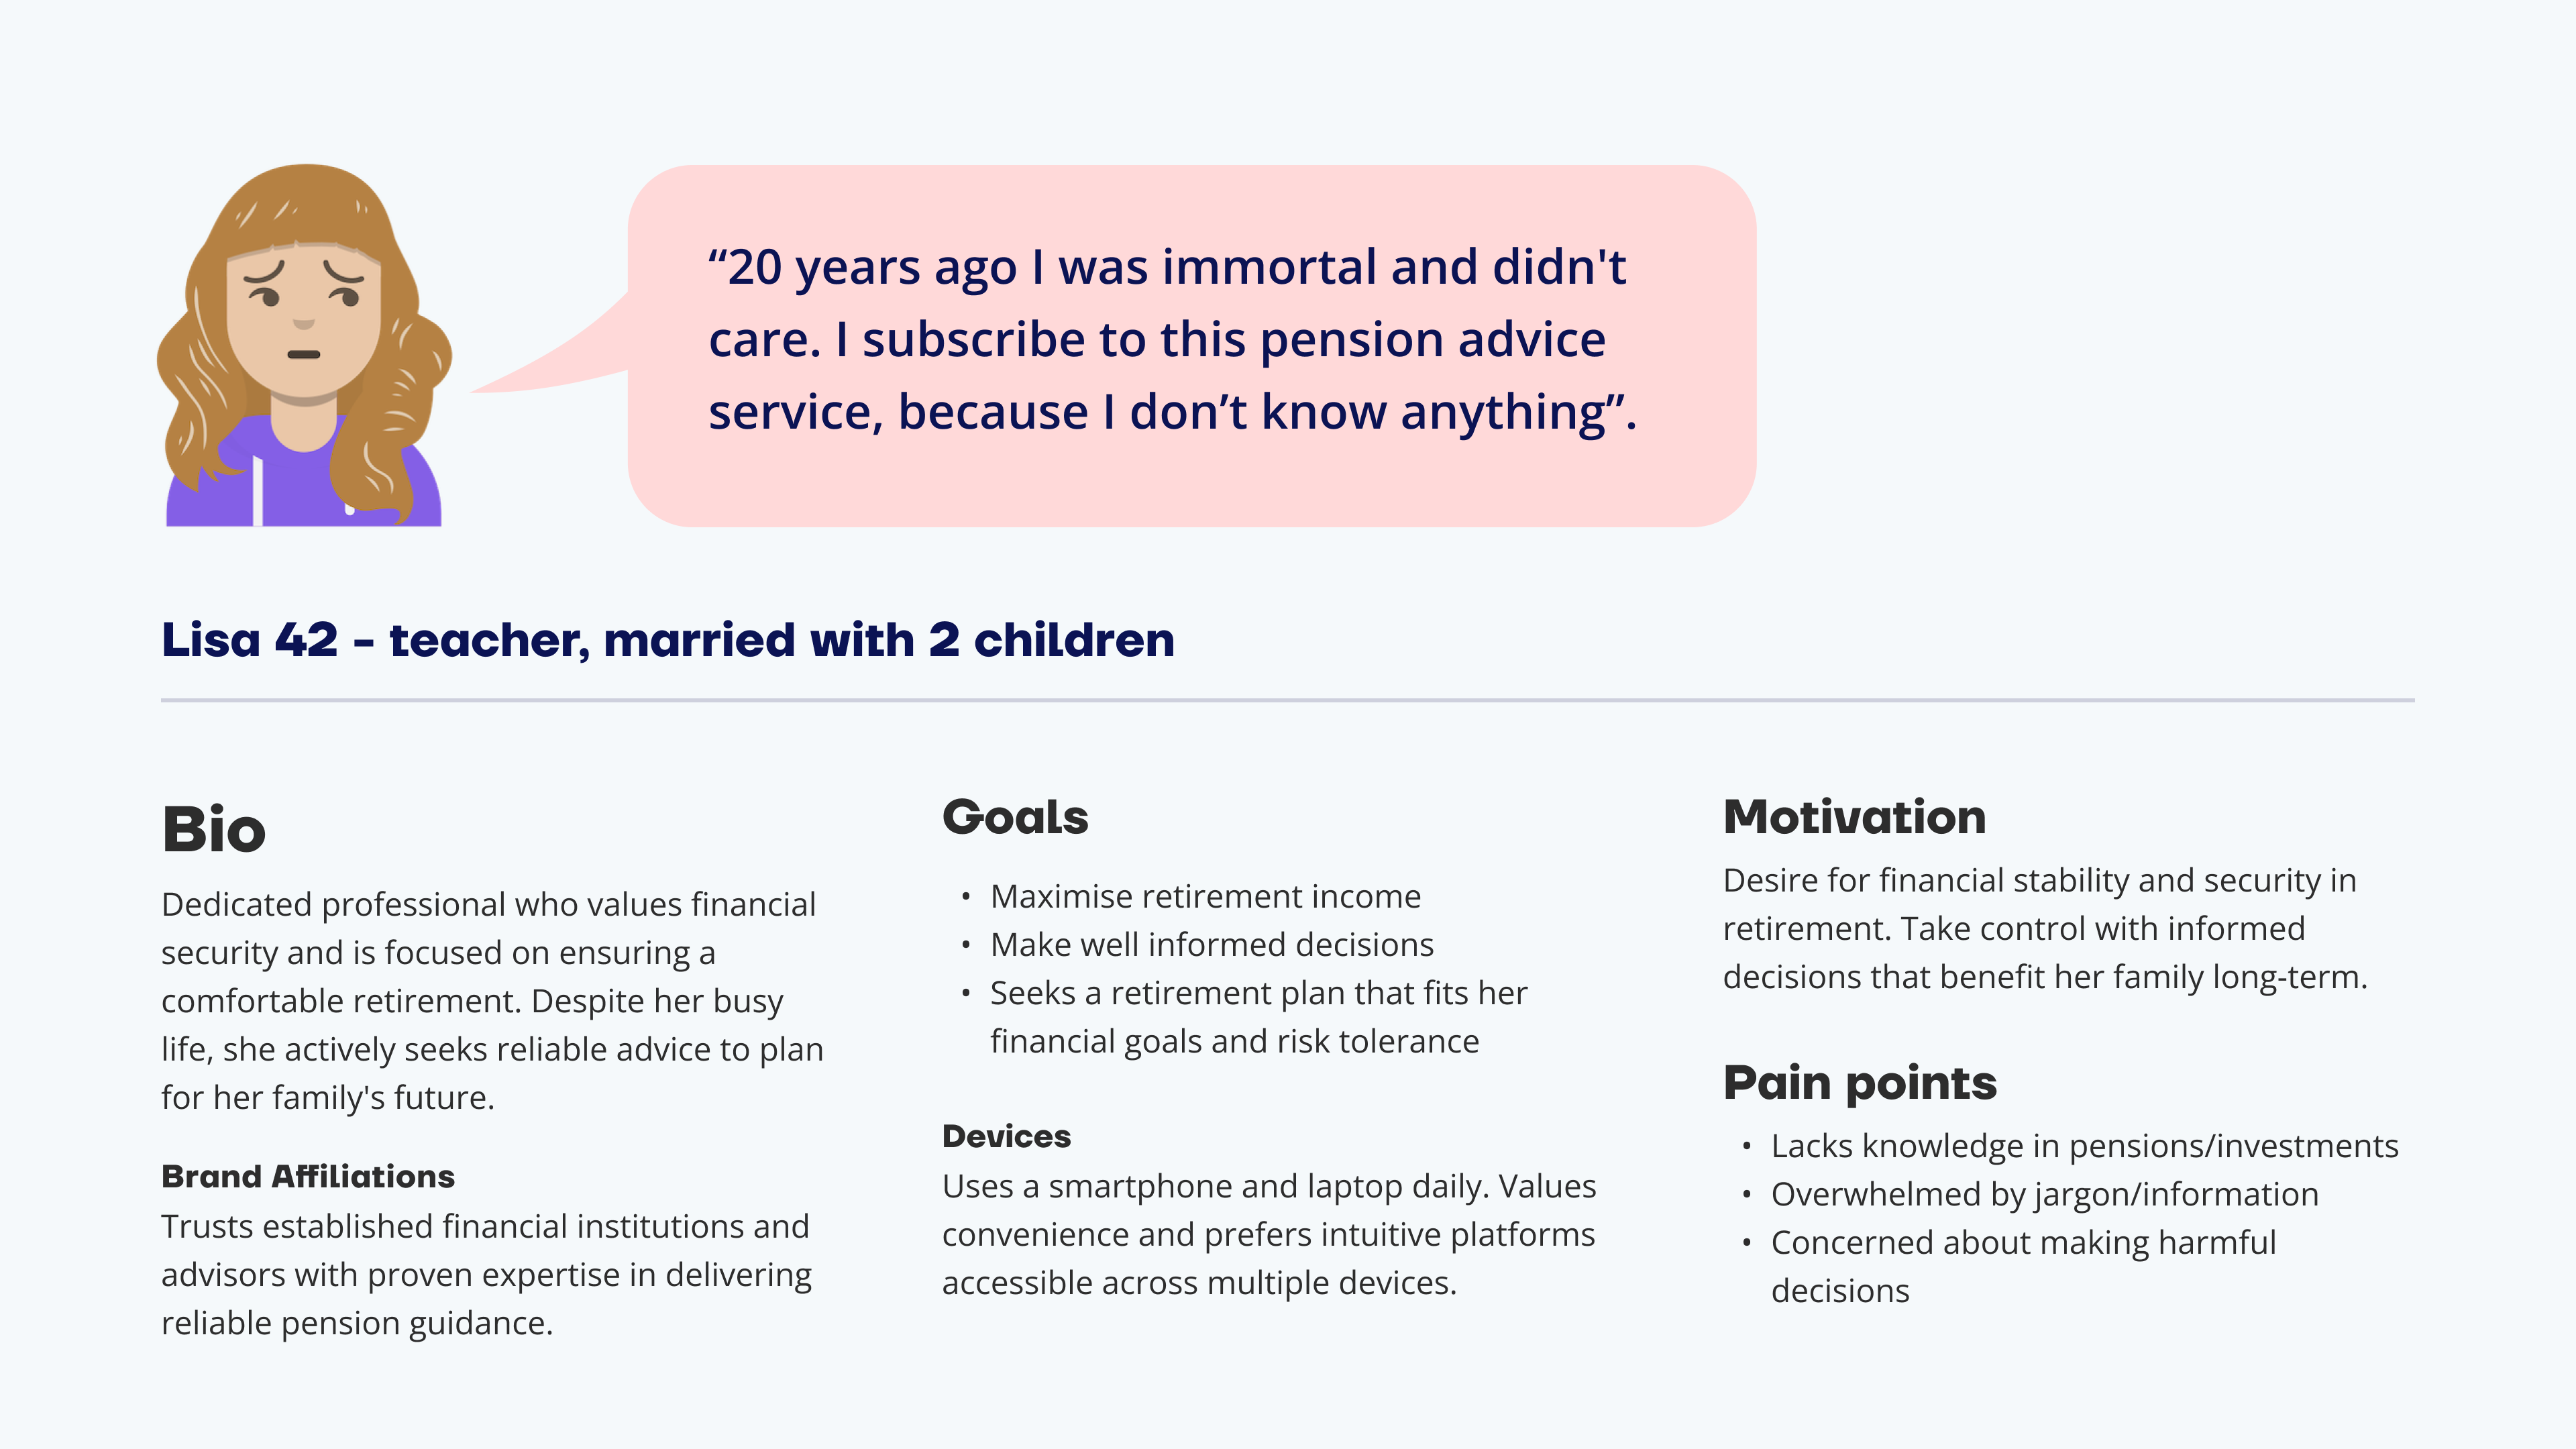 “20 years ago I was immortal and didn't
care. I subscribe to this pension advice
service, because I don’t know anything”.
Lisa 42 – teacher, married with 2 children
Bio
Dedicated professional who values financial
security and is focused on ensuring a
comfortable retirement. Despite her busy
life, she actively seeks reliable advice to plan
for her family's future.
Brand Affiliations
Trusts established financial institutions and
advisors with proven expertise in delivering
reliable pension guidance.
Goals
• Maximise retirement income
• Make well informed decisions
• Seeks a retirement plan that fits her
financial goals and risk tolerance
Devices
Uses a smartphone and laptop daily. Values
convenience and prefers intuitive platforms
accessible across multiple devices.
Motivation
Desire for financial stability and security in
retirement. Take control with informed
decisions that benefit her family long-term.
Pain points
• Lacks knowledge in pensions/investments
• Overwhelmed by jargon/information
• Concerned about making harmful
decisions